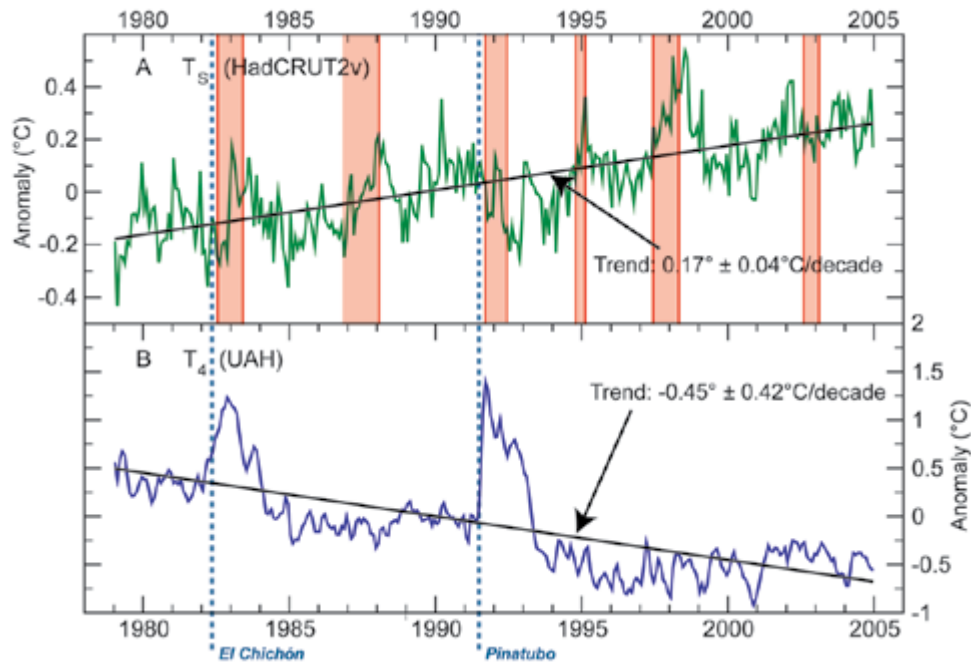 1980 1985 1990 1995 2000 2005
A T_S (HadCRUT2v)
0.4
0.2
0
-0.2
-0.4
Anomaly (°C)
Trend: 0.17° ± 0.04°C/decade
B T_4 (UAH)
Trend: -0.45° ± 0.42°C/decade
2
1.5
1
0.5
0
-0.5
-1
Anomaly (°C)
1980 1985 1990 1995 2000 2005
El Chichón Pinatubo